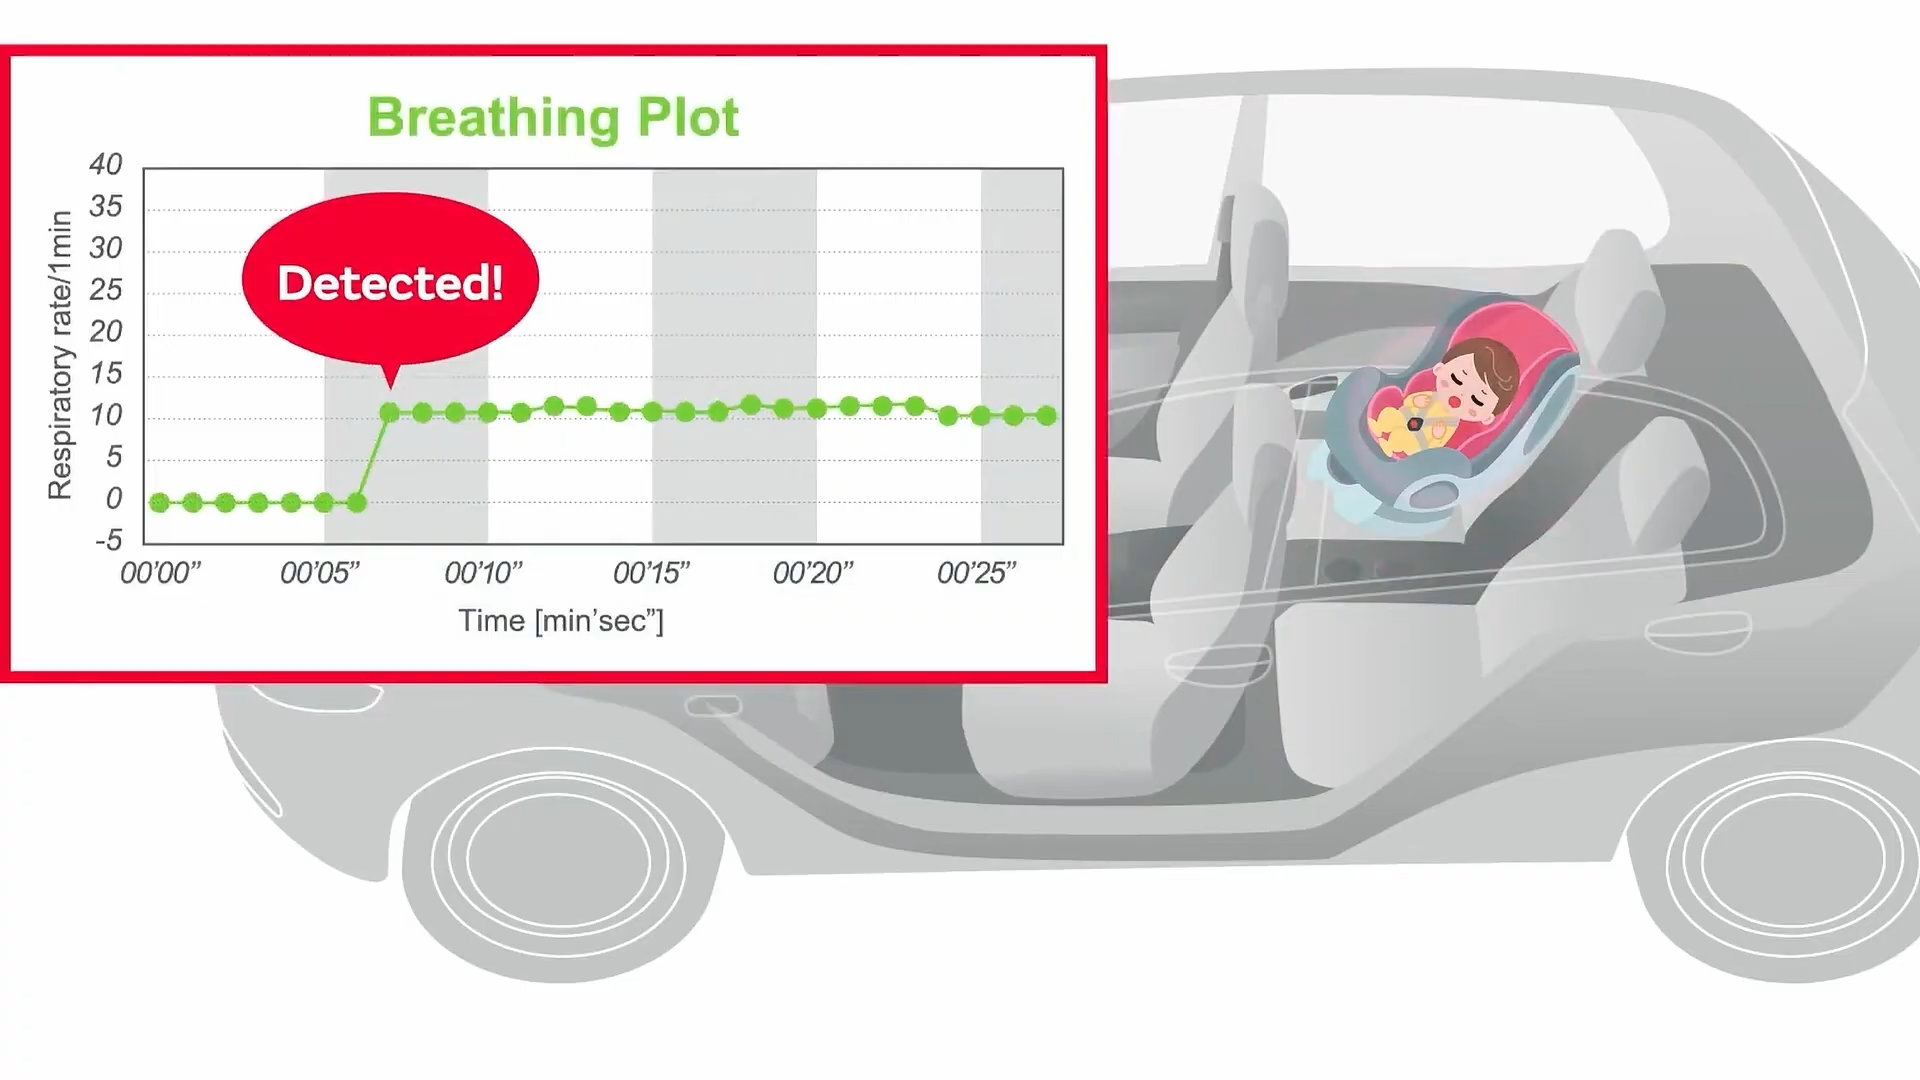 Breathing Plot
40
35
30
25
20
15
10
5
0
-5
Respiratory rate/1min
Detected!
00'00” 00'05” 00'10” 00'15” 00'20” 00'25”
Time [min’sec”]